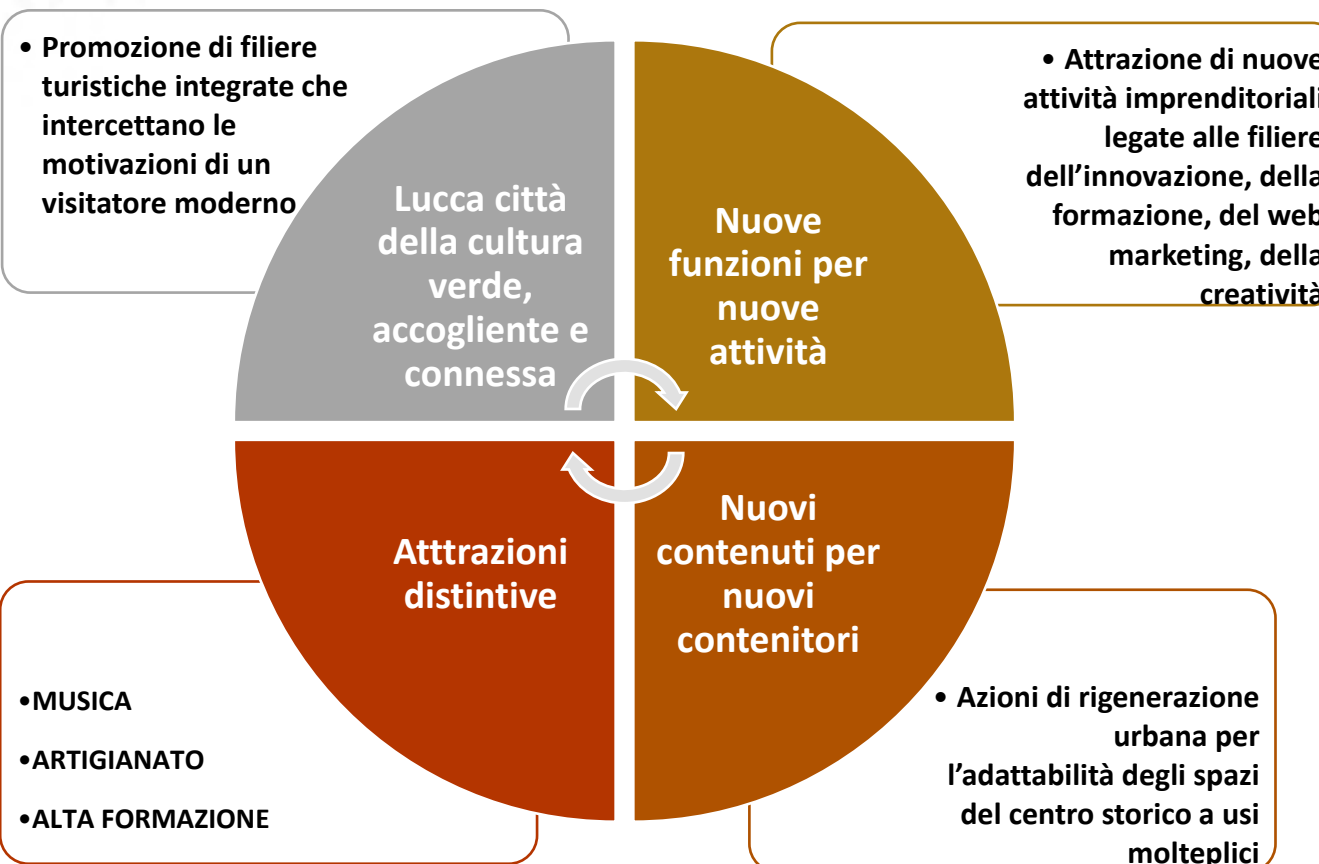 • Promozione di filiere
turistiche integrate che
intercettano le
motivazioni di un
visitatore moderno
• Attrazione di nuove
attività imprenditoriali
legate alle filiere
dell'innovazione, della
formazione, del web
marketing, della
creatività
Lucca città
della cultura
verde,
accogliente e
connessa
Nuove
funzioni per
nuove
attività
Atttrazioni
distintive
Nuovi
contenuti per
nuovi
contenitori
•MUSICA
•ARTIGIANATO
•ALTA FORMAZIONE
• Azioni di rigenerazione
urbana per
l'adattabilità degli spazi
del centro storico a usi
molteplici